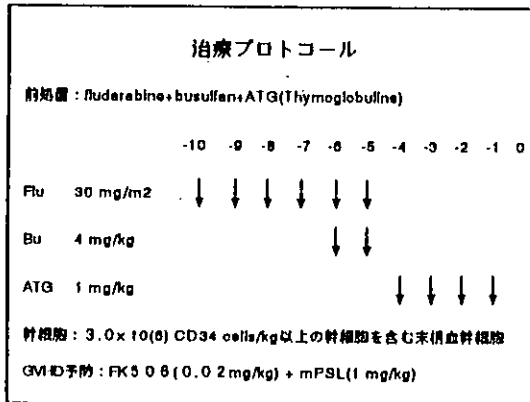 治療プロトコール
前処置：fludarabine+busulfan+ATG(Thymoglobuline)
-10 -9 -8 -7 -6 -5 -4 -3 -2 -1 0
Flu 30 mg/m2 ↓ ↓ ↓ ↓ ↓ ↓
Bu 4 mg/kg ↓ ↓
ATG 1 mg/kg ↓ ↓ ↓ ↓
幹細胞：3.0x 10(6) CD34 cells/kg以上の幹細胞を含む末梢血幹細胞
GVHD予防：FK506(0.02mg/kg) + mPSL(1 mg/kg)